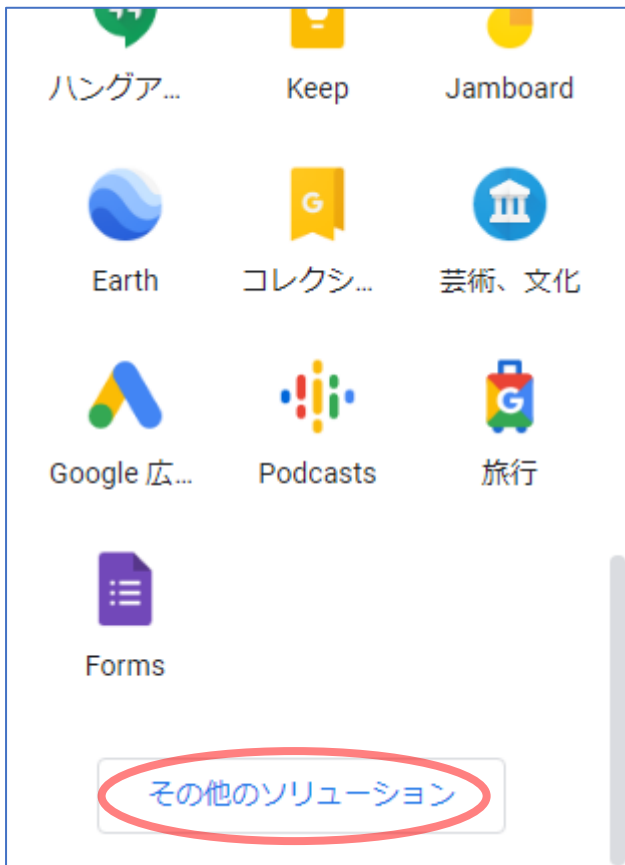 ハングア... Keep Jamboard
G
Earth コレクシ... 芸術、文化
G
Google 広... Podcasts 旅行
Forms
その他のソリューション